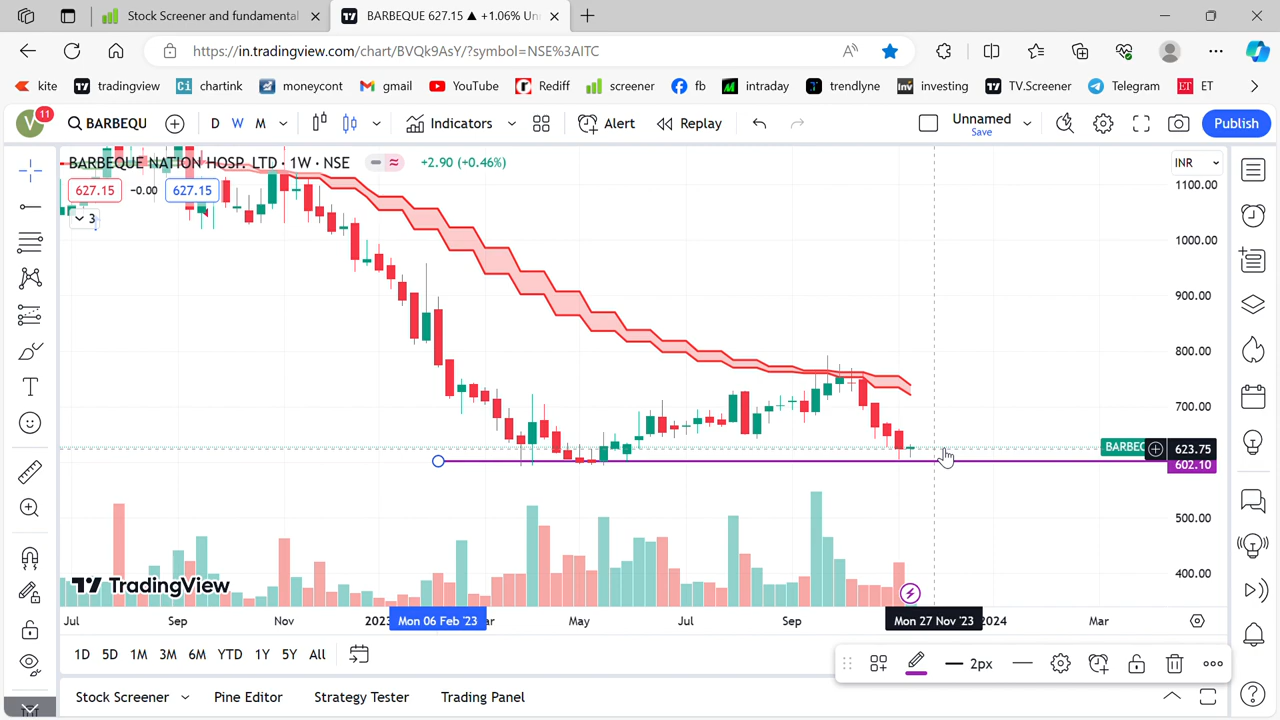 Stock Screener and fundamental
BARBEQUE 627.15 ▲ +1.06% Un
https://in.tradingview.com/chart/BVQk9AsY/?symbol=NSE%3AITC
kite tradingview chartink moneycont gmail YouTube Rediff screener fb intraday trendlyne investing TV.Screener Telegram ET
V 11 BARBEQU D W M Indicators Alert Replay Unnamed Save Publish
BARBEQUE NATION HOSP. LTD · 1W · NSE +2.90 (+0.46%) INR
627.15 -0.00 627.15
3
1100.00
1000.00
900.00
800.00
700.00
BARBEQ 623.75
602.10
500.00
400.00
TradingView
Jul Sep Nov 2023 Mon 06 Feb '23 ar May Jul Sep Mon 27 Nov '23 2024 Mar
1D 5D 1M 3M 6M YTD 1Y 5Y All 2px
Stock Screener Pine Editor Strategy Tester Trading Panel